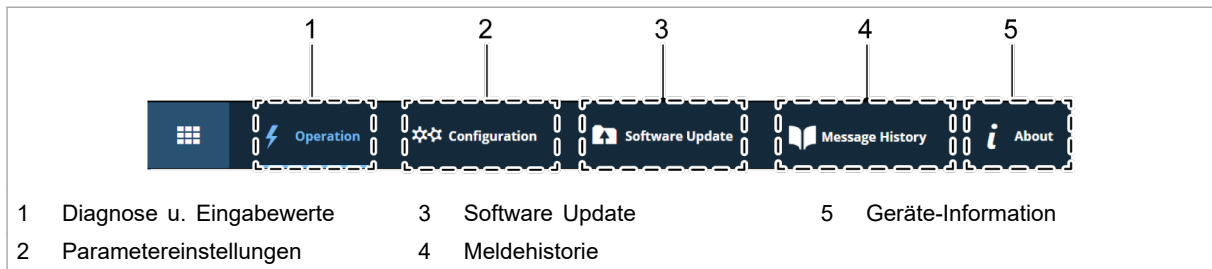 1 2 3 4 5
Operation Configuration Software Update Message History About
1 Diagnose u. Eingabewerte 3 Software Update 5 Geräte-Information
2 Parametereinstellungen 4 Meldehistorie